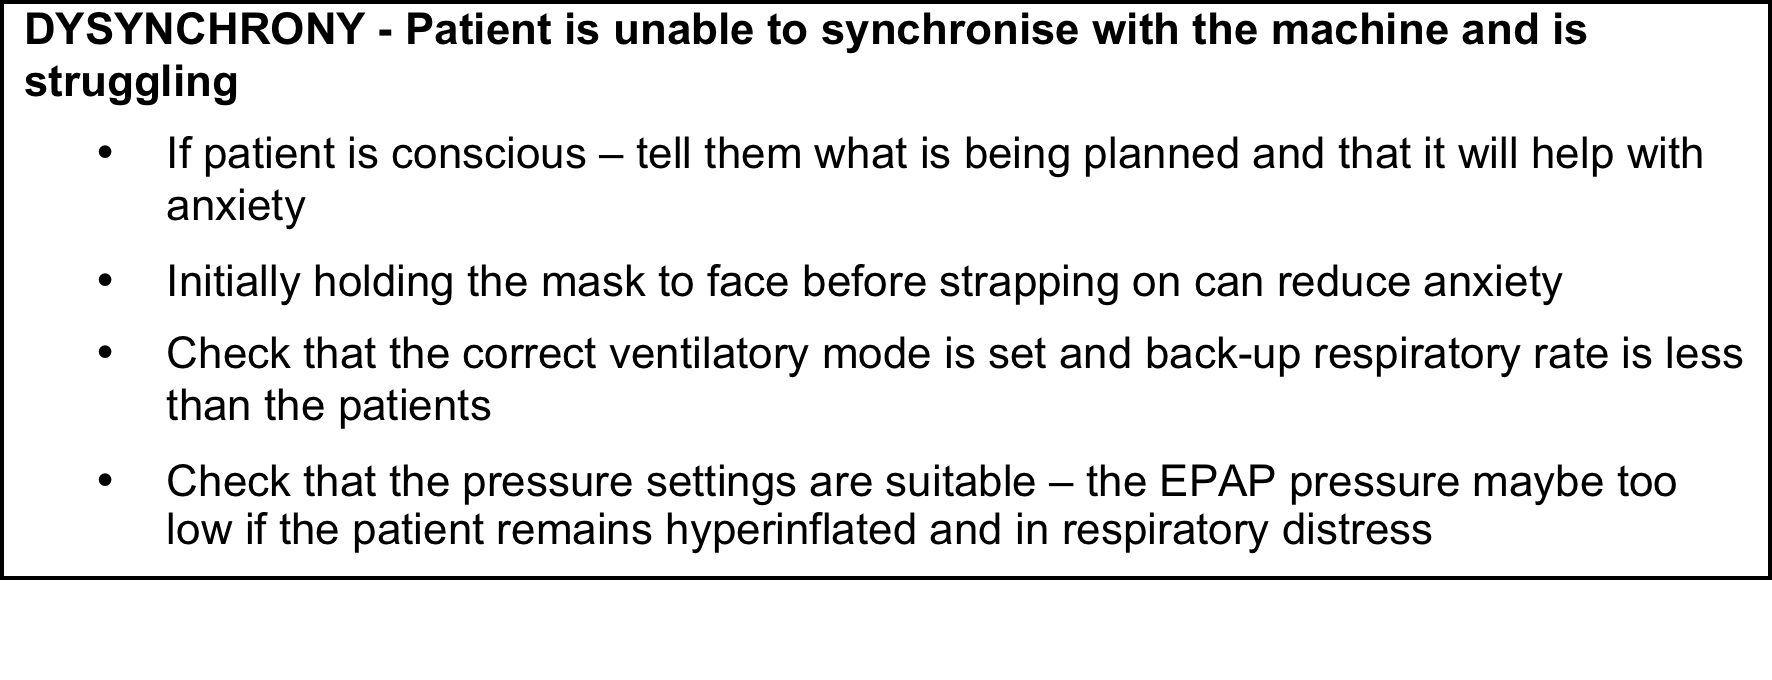 DYSYNCHRONY - Patient is unable to synchronise with the machine and is
struggling
• If patient is conscious – tell them what is being planned and that it will help with
anxiety
• Initially holding the mask to face before strapping on can reduce anxiety
• Check that the correct ventilatory mode is set and back-up respiratory rate is less
than the patients
• Check that the pressure settings are suitable – the EPAP pressure maybe too
low if the patient remains hyperinflated and in respiratory distress